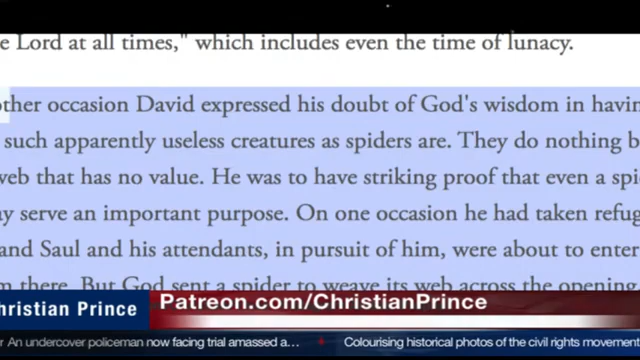 e Lord at all times," which includes even the time of lunacy.
other occasion David expressed his doubt of God's wisdom in havin
such apparently useless creatures as spiders are. They do nothing b
web that has no value. He was to have striking proof that even a spi
ay serve an important purpose. On one occasion he had taken refug
and Saul and his attendants, in pursuit of him, were about to enter
m there. But God sent a spider to weave its web across the opening
hristian Prince
Patreon.com/ChristianPrince
r An undercover policeman now facing trial amassed a...
Colourising historical photos of the civil rights movement